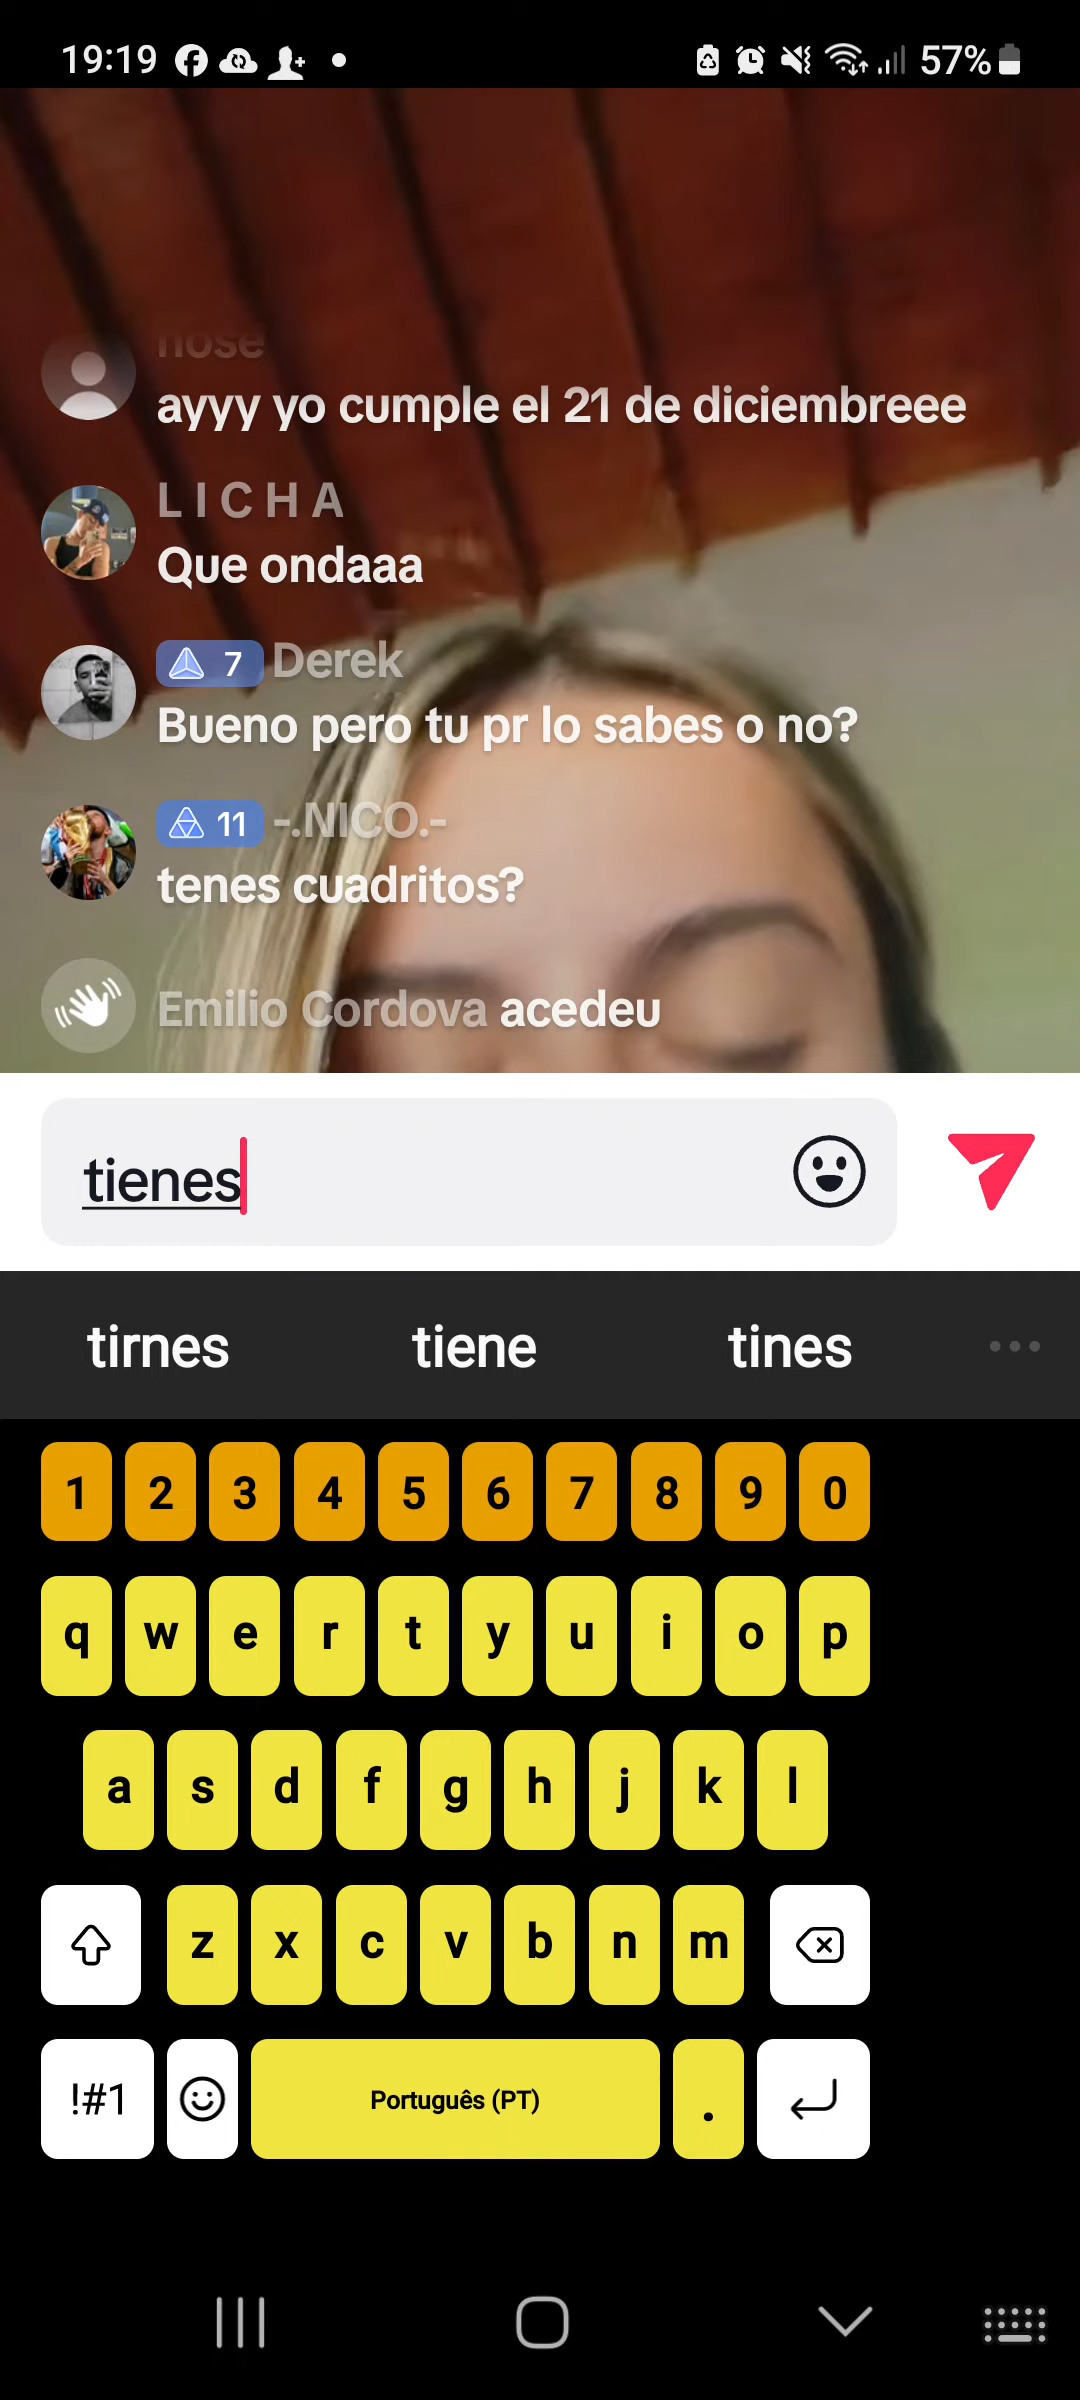 19:19 57%
nose
ayyy yo cumple el 21 de diciembreee
L I C H A
Que ondaaa
7 Derek
Bueno pero tu pr lo sabes o no?
11 -.NICO.-
tenes cuadritos?
Emilio Cordova acedeu
tienes
tirnes tiene tines
1 2 3 4 5 6 7 8 9 0
q w e r t y u i o p
a s d f g h j k l
z x c v b n m
!#1 Português (PT) .